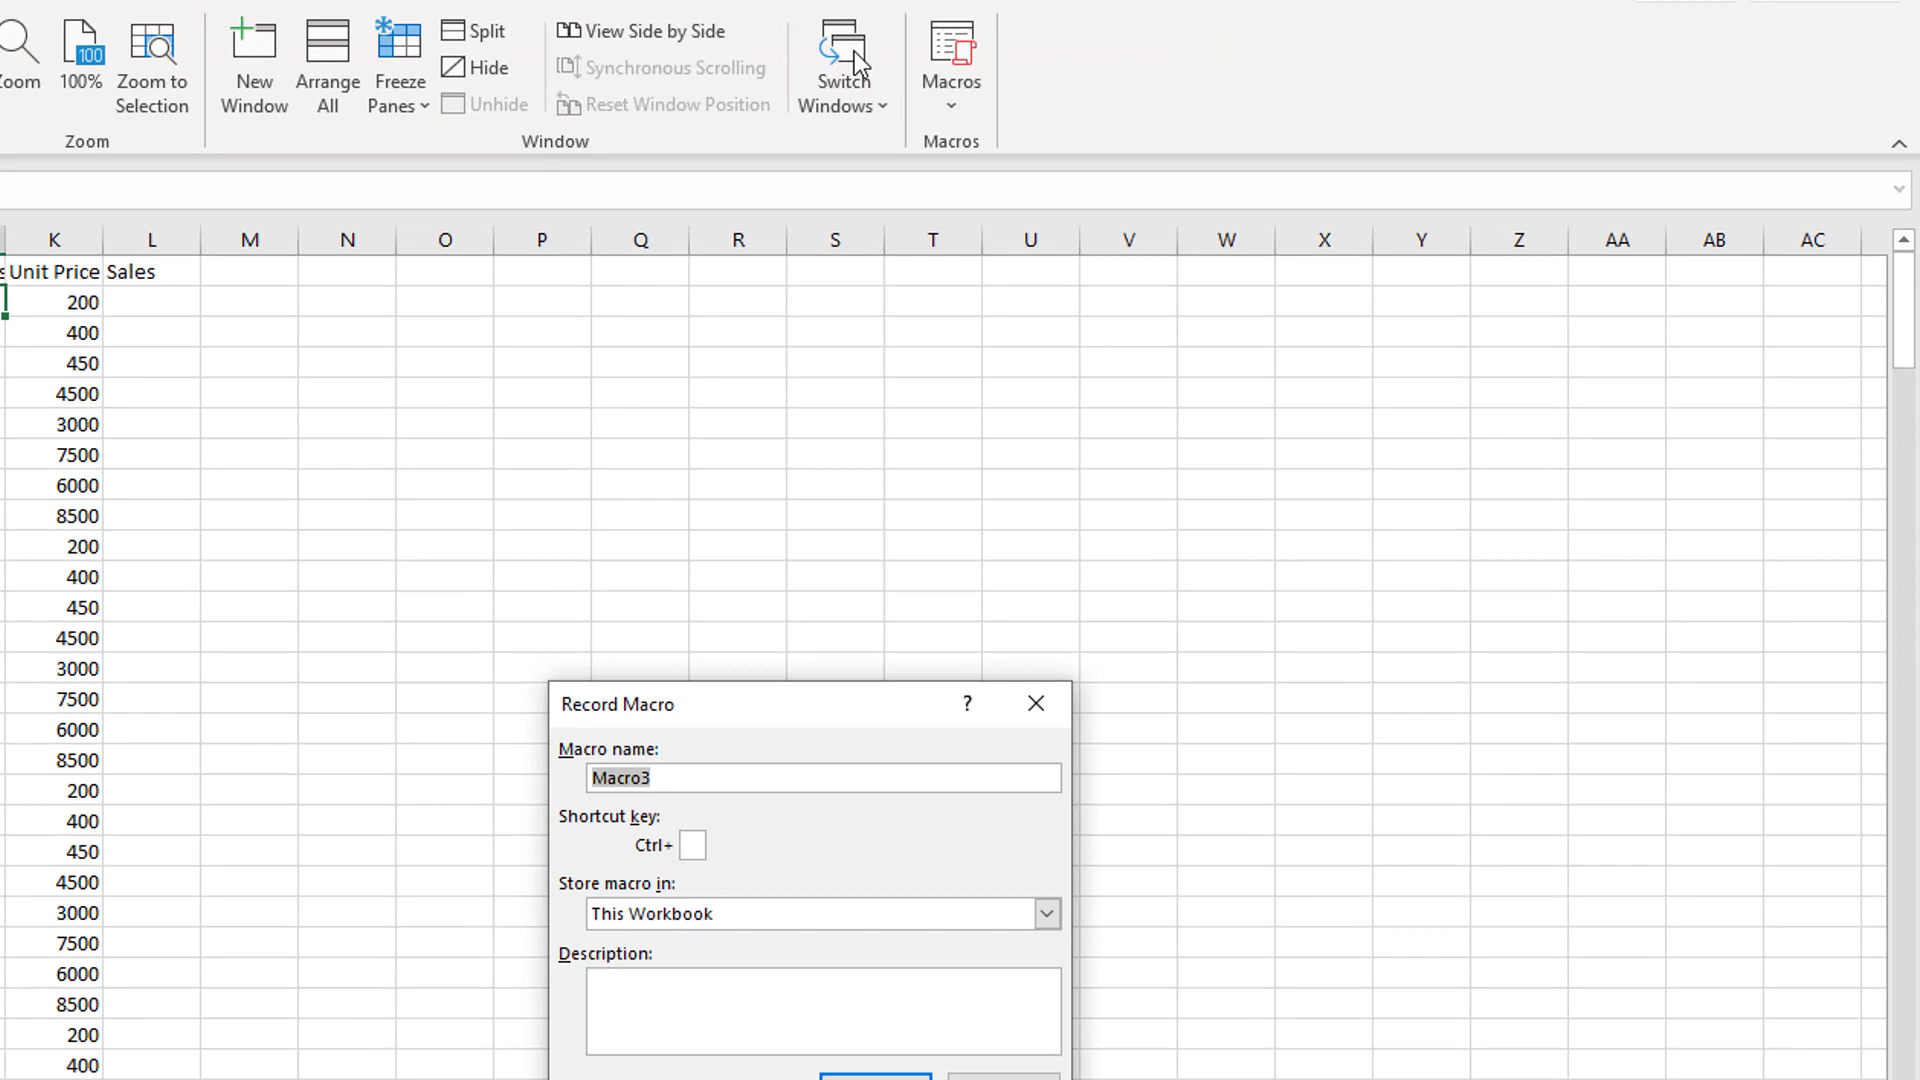 Zoom
100
100%
Zoom to
Selection
Zoom
New
Window
Arrange
All
Freeze
Panes
Split
Hide
Unhide
View Side by Side
Synchronous Scrolling
Reset Window Position
Window
Switch
Windows
Macros
Macros
K L M N O P Q R S T U V W X Y Z AA AB AC
s Unit Price Sales
200
400
450
4500
3000
7500
6000
8500
200
400
450
4500
3000
7500
6000
8500
200
400
450
4500
3000
7500
6000
8500
200
400
Record Macro ?
Macro name:
Macro3
Shortcut key:
Ctrl+
Store macro in:
This Workbook
Description: